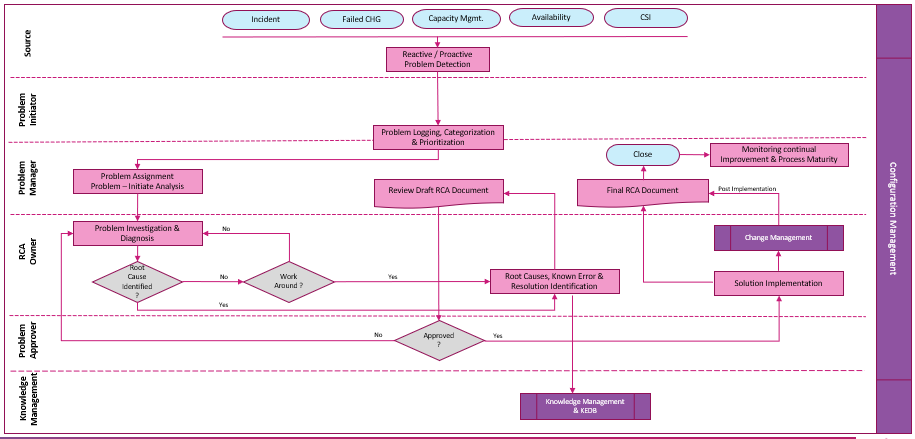 Incident
Failed CHG
Capacity Mgmt.
Availability
CSI
Source
Reactive / Proactive
Problem Detection
Problem
Initiator
Problem Logging, Categorization
& Prioritization
Close
Monitoring continual
Improvement & Process Maturity
Problem
Manager
Problem Assignment
Problem – Initiate Analysis
Review Draft RCA Document
Final RCA Document
Post Implementation
Configuration Management
RCA
Owner
Problem Investigation &
Diagnosis
No
Change Management
Root
Cause
Identified
?
No
Work
Around ?
Yes
Root Causes, Known Error &
Resolution Identification
Solution Implementation
Yes
Problem
Approver
No
Approved
?
Yes
Knowledge
Management
Knowledge Management
& KEDB